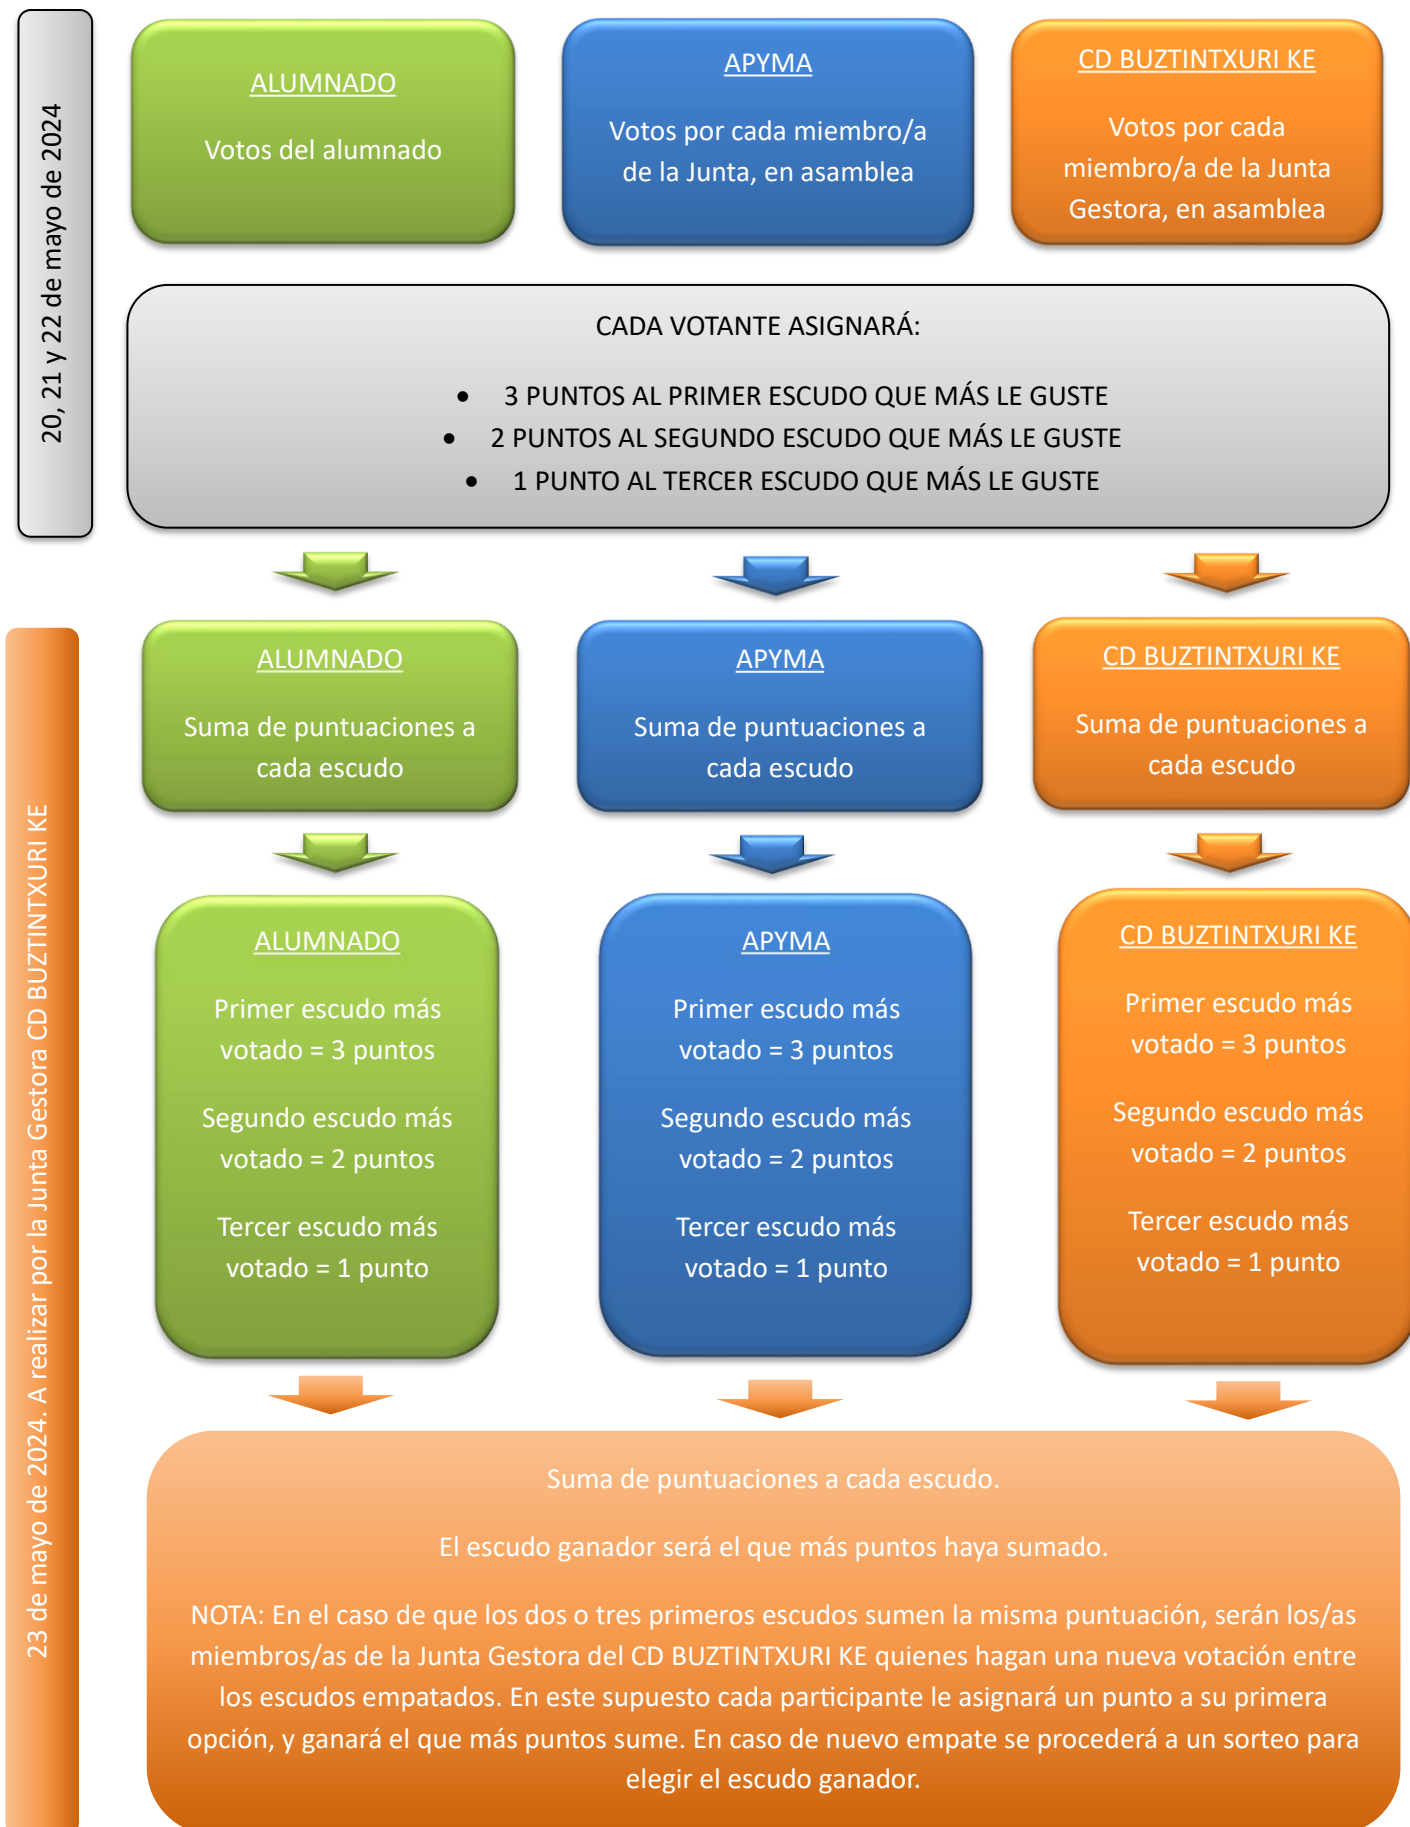 20, 21 y 22 de mayo de 2024
ALUMNADO
Votos del alumnado
APYMA
Votos por cada miembro/a
de la Junta, en asamblea
CD BUZTINTXURI KE
Votos por cada
miembro/a de la Junta
Gestora, en asamblea
CADA VOTANTE ASIGNARÁ:
• 3 PUNTOS AL PRIMER ESCUDO QUE MÁS LE GUSTE
• 2 PUNTOS AL SEGUNDO ESCUDO QUE MÁS LE GUSTE
• 1 PUNTO AL TERCER ESCUDO QUE MÁS LE GUSTE
23 de mayo de 2024. A realizar por la Junta Gestora CD BUZTINTXURI KE
ALUMNADO
Suma de puntuaciones a
cada escudo
APYMA
Suma de puntuaciones a
cada escudo
CD BUZTINTXURI KE
Suma de puntuaciones a
cada escudo
ALUMNADO
Primer escudo más
votado = 3 puntos
Segundo escudo más
votado = 2 puntos
Tercer escudo más
votado = 1 punto
APYMA
Primer escudo más
votado = 3 puntos
Segundo escudo más
votado = 2 puntos
Tercer escudo más
votado = 1 punto
CD BUZTINTXURI KE
Primer escudo más
votado = 3 puntos
Segundo escudo más
votado = 2 puntos
Tercer escudo más
votado = 1 punto
Suma de puntuaciones a cada escudo.
El escudo ganador será el que más puntos haya sumado.
NOTA: En el caso de que los dos o tres primeros escudos sumen la misma puntuación, serán los/as
miembros/as de la Junta Gestora del CD BUZTINTXURI KE quienes hagan una nueva votación entre
los escudos empatados. En este supuesto cada participante le asignará un punto a su primera
opción, y ganará el que más puntos sume. En caso de nuevo empate se procederá a un sorteo para
elegir el escudo ganador.